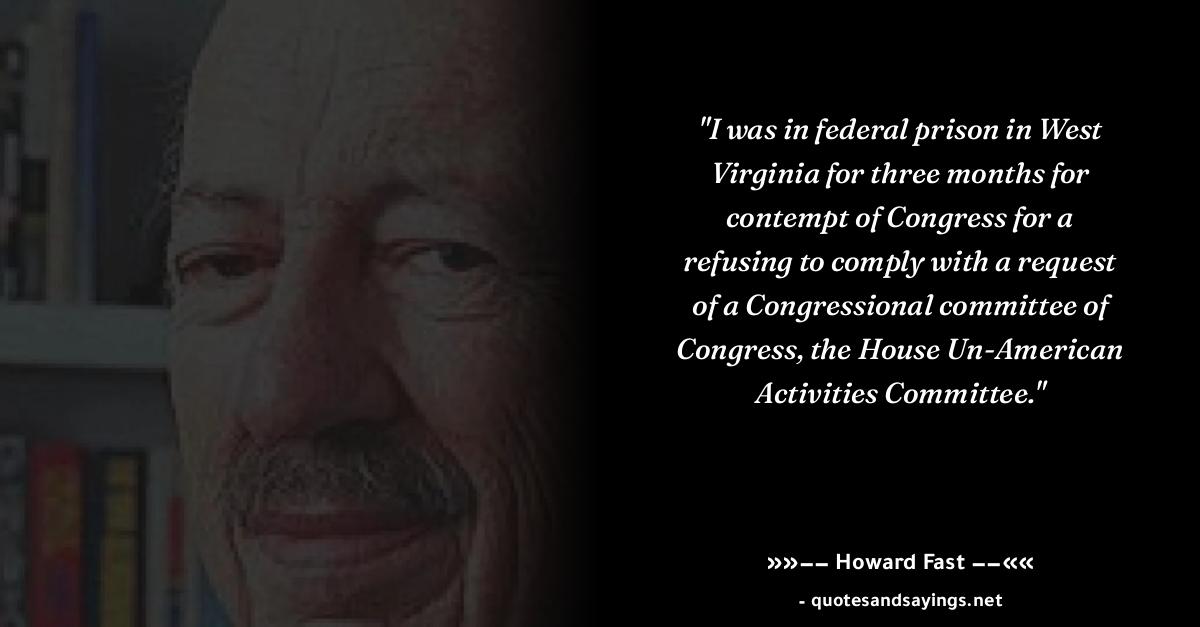 "I was in federal prison in West
Virginia for three months for
contempt of Congress for a
refusing to comply with a request
of a Congressional committee of
Congress, the House Un-American
Activities Committee."
»»−− Howard Fast −−««
- quotesandsayings.net